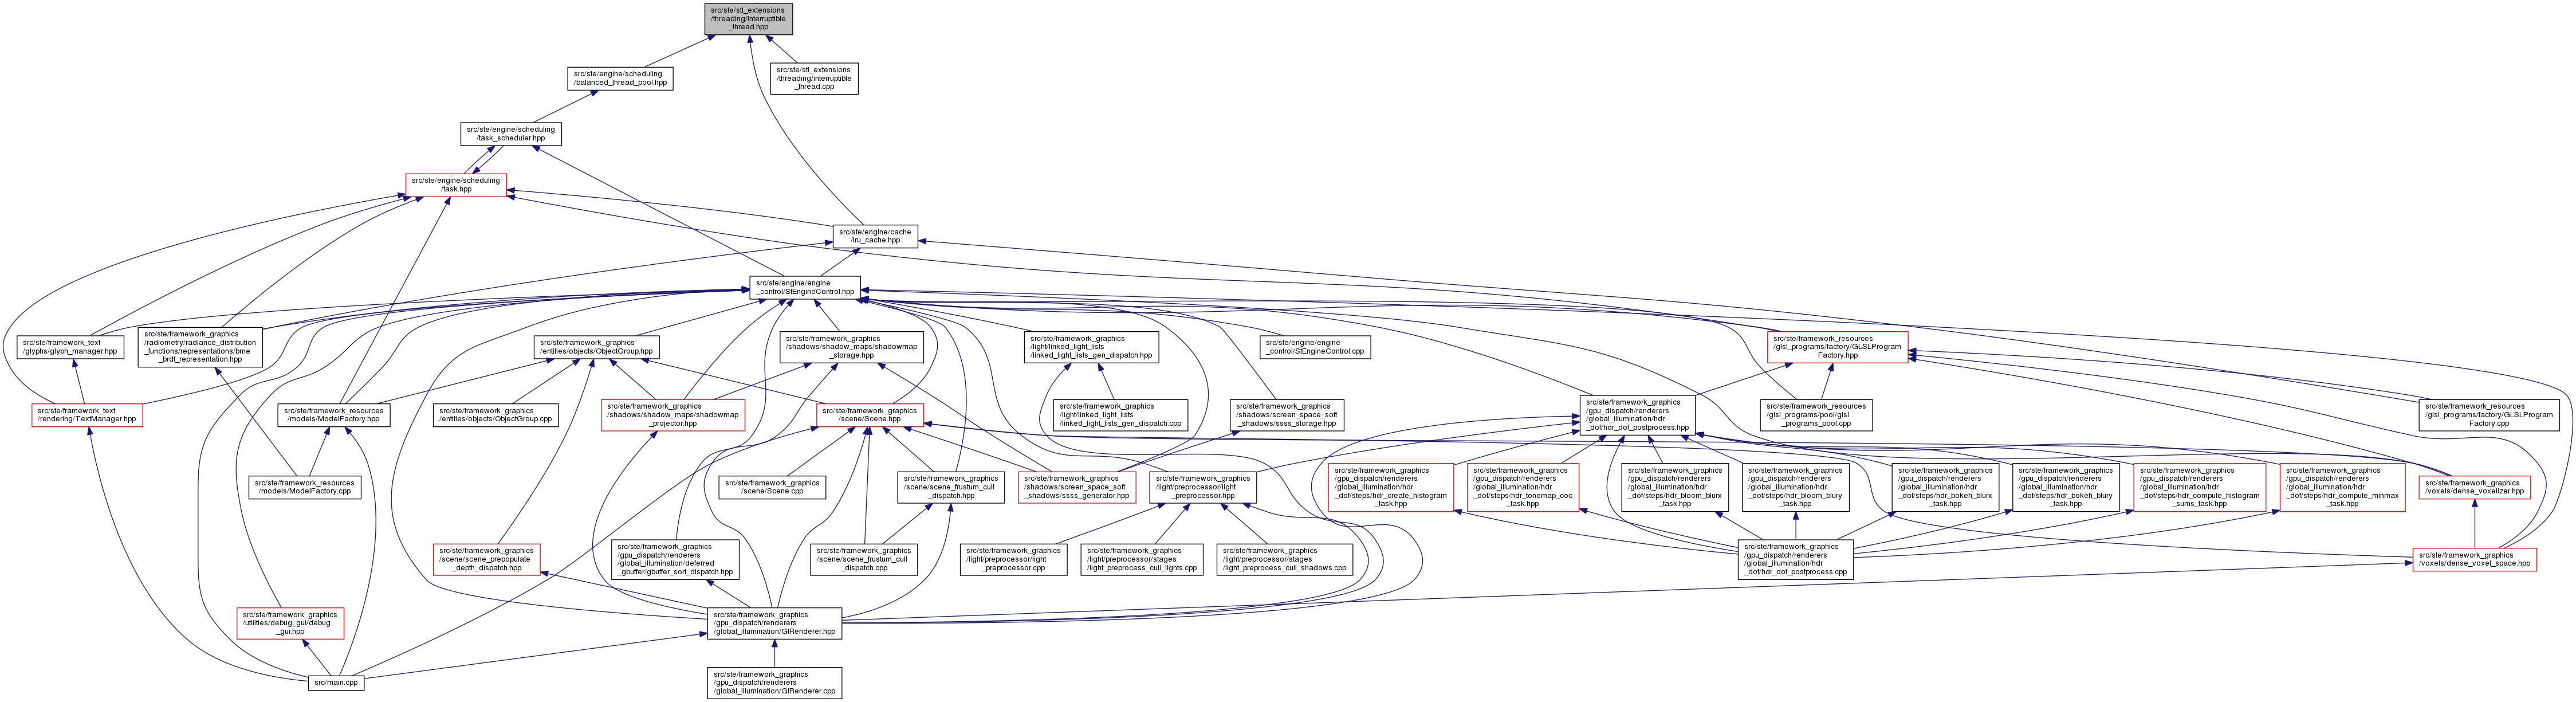 src/ste/stl_extensions
/threading/interruptible
_thread.hpp
src/ste/engine/scheduling
/balanced_thread_pool.hpp
src/ste/stl_extensions
/threading/interruptible
_thread.cpp
src/ste/engine/scheduling
/task_scheduler.hpp
src/ste/engine/scheduling
/task.hpp
src/ste/engine/cache
/lru_cache.hpp
src/ste/engine/engine
_control/StEngineControl.hpp
src/ste/framework_text
/glyphs/glyph_manager.hpp
src/ste/framework_graphics
/radiometry/radiance_distribution
_functions/representations/bme
_brdf_representation.hpp
src/ste/framework_graphics
/entities/objects/ObjectGroup.hpp
src/ste/framework_graphics
/shadows/shadow_maps/shadowmap
_storage.hpp
src/ste/framework_graphics
/light/linked_light_lists
/linked_light_lists_gen_dispatch.hpp
src/ste/engine/engine
_control/StEngineControl.cpp
src/ste/framework_resources
/glsl_programs/factory/GLSLProgram
Factory.hpp
src/ste/framework_text
/rendering/TextManager.hpp
src/ste/framework_resources
/models/ModelFactory.hpp
src/ste/framework_graphics
/entities/objects/ObjectGroup.cpp
src/ste/framework_graphics
/shadows/shadow_maps/shadowmap
_projector.hpp
src/ste/framework_graphics
/scene/Scene.hpp
src/ste/framework_graphics
/light/linked_light_lists
/linked_light_lists_gen_dispatch.cpp
src/ste/framework_graphics
/shadows/screen_space_soft
_shadows/ssss_storage.hpp
src/ste/framework_graphics
/gpu_dispatch/renderers
/global_illumination/hdr
_dof/hdr_dof_postprocess.hpp
src/ste/framework_resources
/glsl_programs/pool/glsl
_programs_pool.cpp
src/ste/framework_resources
/glsl_programs/factory/GLSLProgram
Factory.cpp
src/ste/framework_resources
/models/ModelFactory.cpp
src/ste/framework_graphics
/scene/Scene.cpp
src/ste/framework_graphics
/scene/scene_frustum_cull
_dispatch.hpp
src/ste/framework_graphics
/shadows/screen_space_soft
_shadows/ssss_generator.hpp
src/ste/framework_graphics
/light/preprocessor/light
_preprocessor.hpp
src/ste/framework_graphics
/gpu_dispatch/renderers
/global_illumination/hdr
_dof/steps/hdr_create_histogram
_task.hpp
src/ste/framework_graphics
/gpu_dispatch/renderers
/global_illumination/hdr
_dof/steps/hdr_tonemap_coc
_task.hpp
src/ste/framework_graphics
/gpu_dispatch/renderers
/global_illumination/hdr
_dof/steps/hdr_bloom_blurx
_task.hpp
src/ste/framework_graphics
/gpu_dispatch/renderers
/global_illumination/hdr
_dof/steps/hdr_bloom_blury
_task.hpp
src/ste/framework_graphics
/gpu_dispatch/renderers
/global_illumination/hdr
_dof/steps/hdr_bokeh_blurx
_task.hpp
src/ste/framework_graphics
/gpu_dispatch/renderers
/global_illumination/hdr
_dof/steps/hdr_bokeh_blury
_task.hpp
src/ste/framework_graphics
/gpu_dispatch/renderers
/global_illumination/hdr
_dof/steps/hdr_compute_histogram
_sums_task.hpp
src/ste/framework_graphics
/gpu_dispatch/renderers
/global_illumination/hdr
_dof/steps/hdr_compute_minmax
_task.hpp
src/ste/framework_graphics
/voxels/dense_voxelizer.hpp
src/ste/framework_graphics
/scene/scene_prepopulate
_depth_dispatch.hpp
src/ste/framework_graphics
/gpu_dispatch/renderers
/global_illumination/deferred
_gbuffer/gbuffer_sort_dispatch.hpp
src/ste/framework_graphics
/scene/scene_frustum_cull
_dispatch.cpp
src/ste/framework_graphics
/light/preprocessor/light
_preprocessor.cpp
src/ste/framework_graphics
/light/preprocessor/stages
/light_preprocess_cull_lights.cpp
src/ste/framework_graphics
/light/preprocessor/stages
/light_preprocess_cull_shadows.cpp
src/ste/framework_graphics
/gpu_dispatch/renderers
/global_illumination/hdr
_dof/hdr_dof_postprocess.cpp
src/ste/framework_graphics
/voxels/dense_voxel_space.hpp
src/ste/framework_graphics
/utilities/debug_gui/debug
_gui.hpp
src/ste/framework_graphics
/gpu_dispatch/renderers
/global_illumination/GIRenderer.hpp
src/main.cpp
src/ste/framework_graphics
/gpu_dispatch/renderers
/global_illumination/GIRenderer.cpp